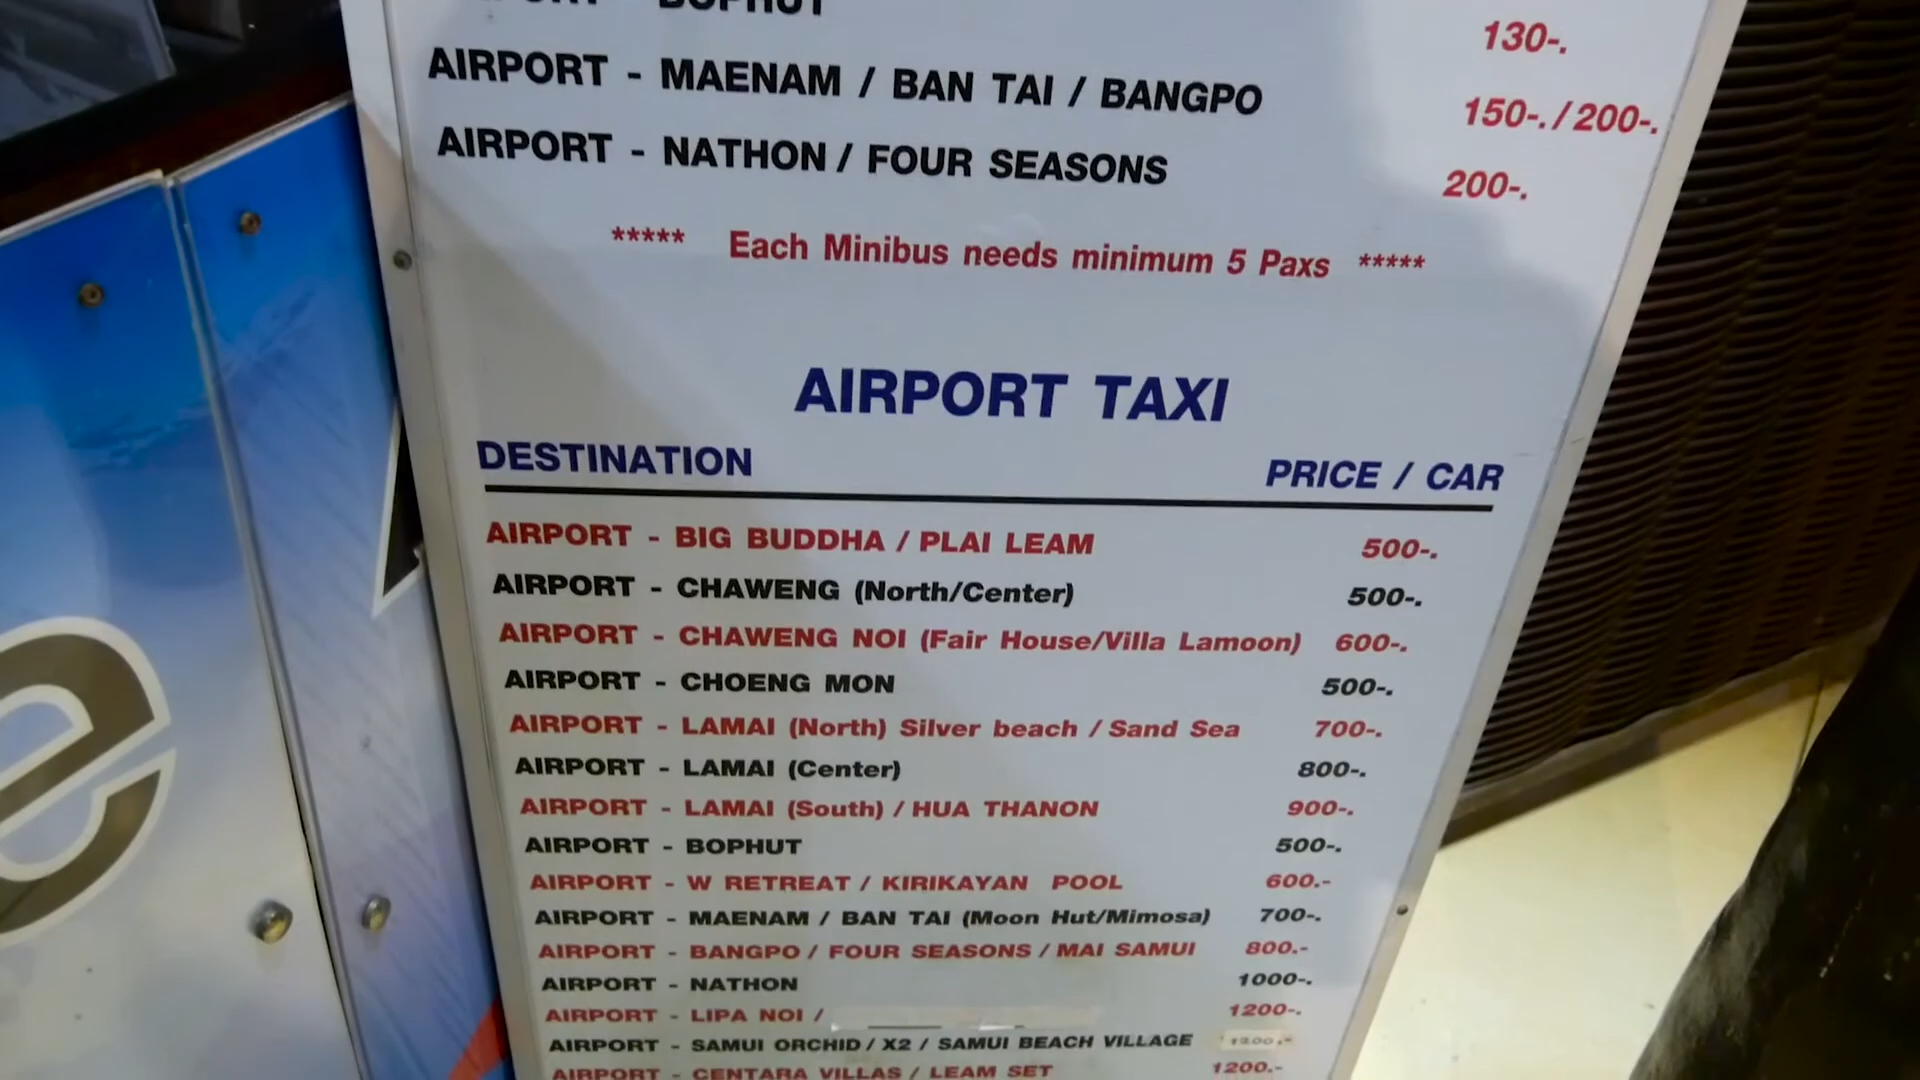 BOPHUT 130-.
AIRPORT - MAENAM / BAN TAI / BANGPO 150-./200-.
AIRPORT - NATHON / FOUR SEASONS 200-.
***** Each Minibus needs minimum 5 Paxs *****
AIRPORT TAXI
DESTINATION PRICE / CAR
AIRPORT - BIG BUDDHA / PLAI LEAM 500-.
AIRPORT - CHAWENG (North/Center) 500-.
AIRPORT - CHAWENG NOI (Fair House/Villa Lamoon) 600-.
AIRPORT - CHOENG MON 500-.
AIRPORT - LAMAI (North) Silver beach / Sand Sea 700-.
AIRPORT - LAMAI (Center) 800-.
AIRPORT - LAMAI (South) / HUA THANON 900-.
AIRPORT - BOPHUT 500-.
AIRPORT - W RETREAT / KIRIKAYAN POOL 600.-
AIRPORT - MAENAM / BAN TAI (Moon Hut/Mimosa) 700-.
AIRPORT - BANGPO / FOUR SEASONS / MAI SAMUI 800.-
AIRPORT - NATHON 1000-.
AIRPORT - LIPA NOI / 1200-.
AIRPORT - SAMUI ORCHID / X2 / SAMUI BEACH VILLAGE
AIRPORT - CENTARA VILLAS / LEAM SET 1200.-
e